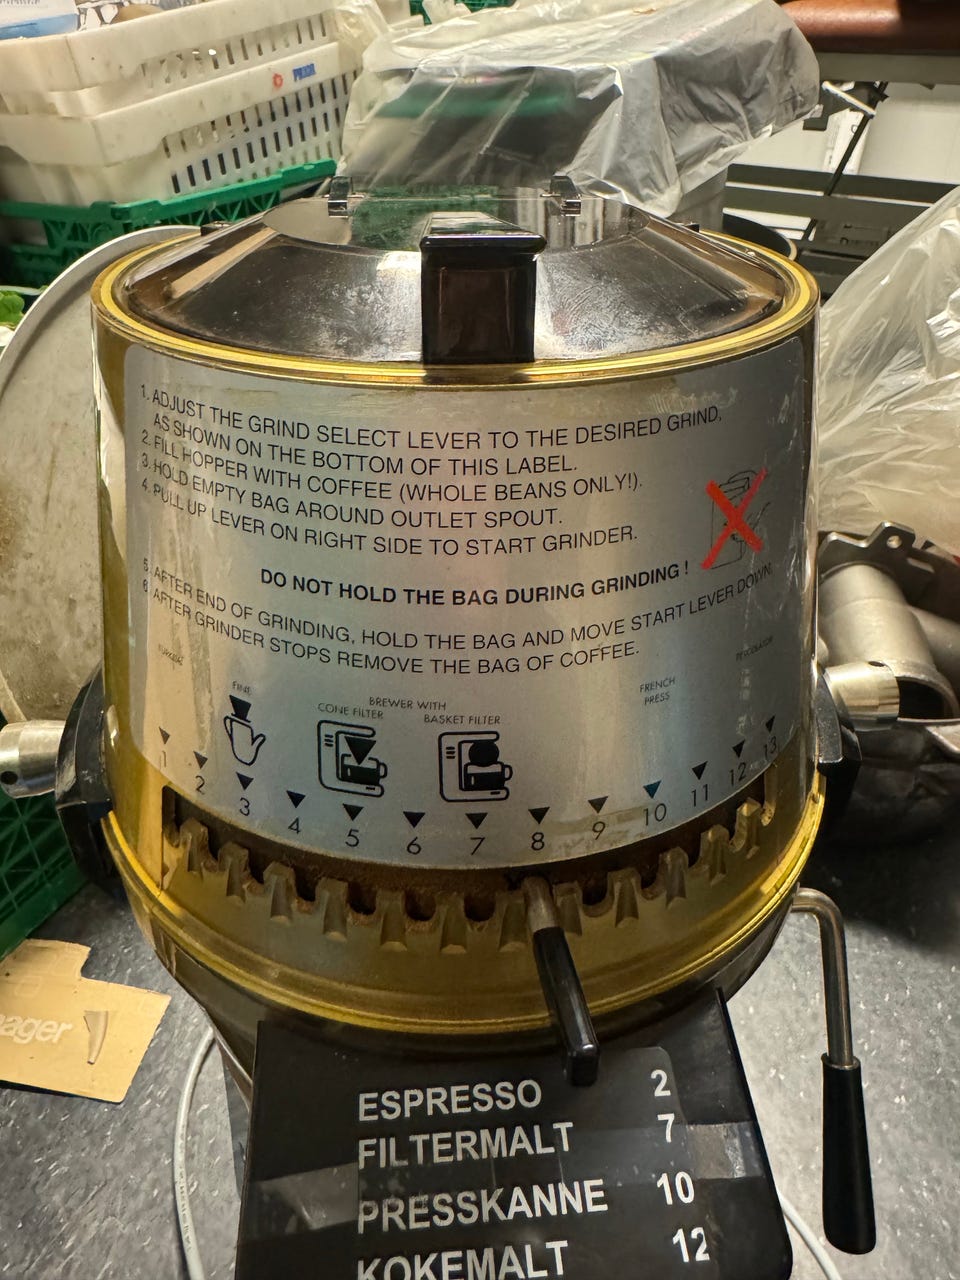 1. ADJUST THE GRIND SELECT LEVER TO THE DESIRED GRIND,
AS SHOWN ON THE BOTTOM OF THIS LABEL.
2. FILL HOPPER WITH COFFEE (WHOLE BEANS ONLY!).
3. HOLD EMPTY BAG AROUND OUTLET SPOUT.
4. PULL UP LEVER ON RIGHT SIDE TO START GRINDER.
DO NOT HOLD THE BAG DURING GRINDING !
5. AFTER END OF GRINDING, HOLD THE BAG AND MOVE START LEVER DOWN.
6. AFTER GRINDER STOPS REMOVE THE BAG OF COFFEE.
PERCOLATOR
FINE
BREWER WITH
CONE FILTER
BASKET FILTER
FRENCH
PRESS
1 2 3 4 5 6 7 8 9 10 11 12 13
ager
ESPRESSO 2
FILTERMALT 7
PRESSKANNE 10
KOKEMALT 12